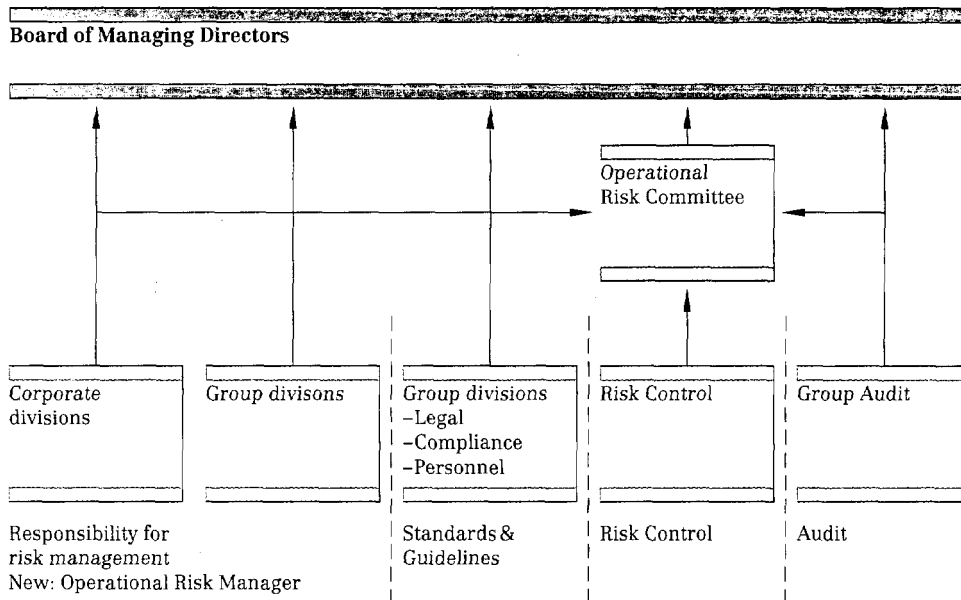 Board of Managing Directors
Operational
Risk Committee
Corporate
divisions
Group divisons
Group divisions
–Legal
–Compliance
–Personnel
Risk Control
Group Audit
Responsibility for
risk management
New: Operational Risk Manager
Standards &
Guidelines
Risk Control
Audit